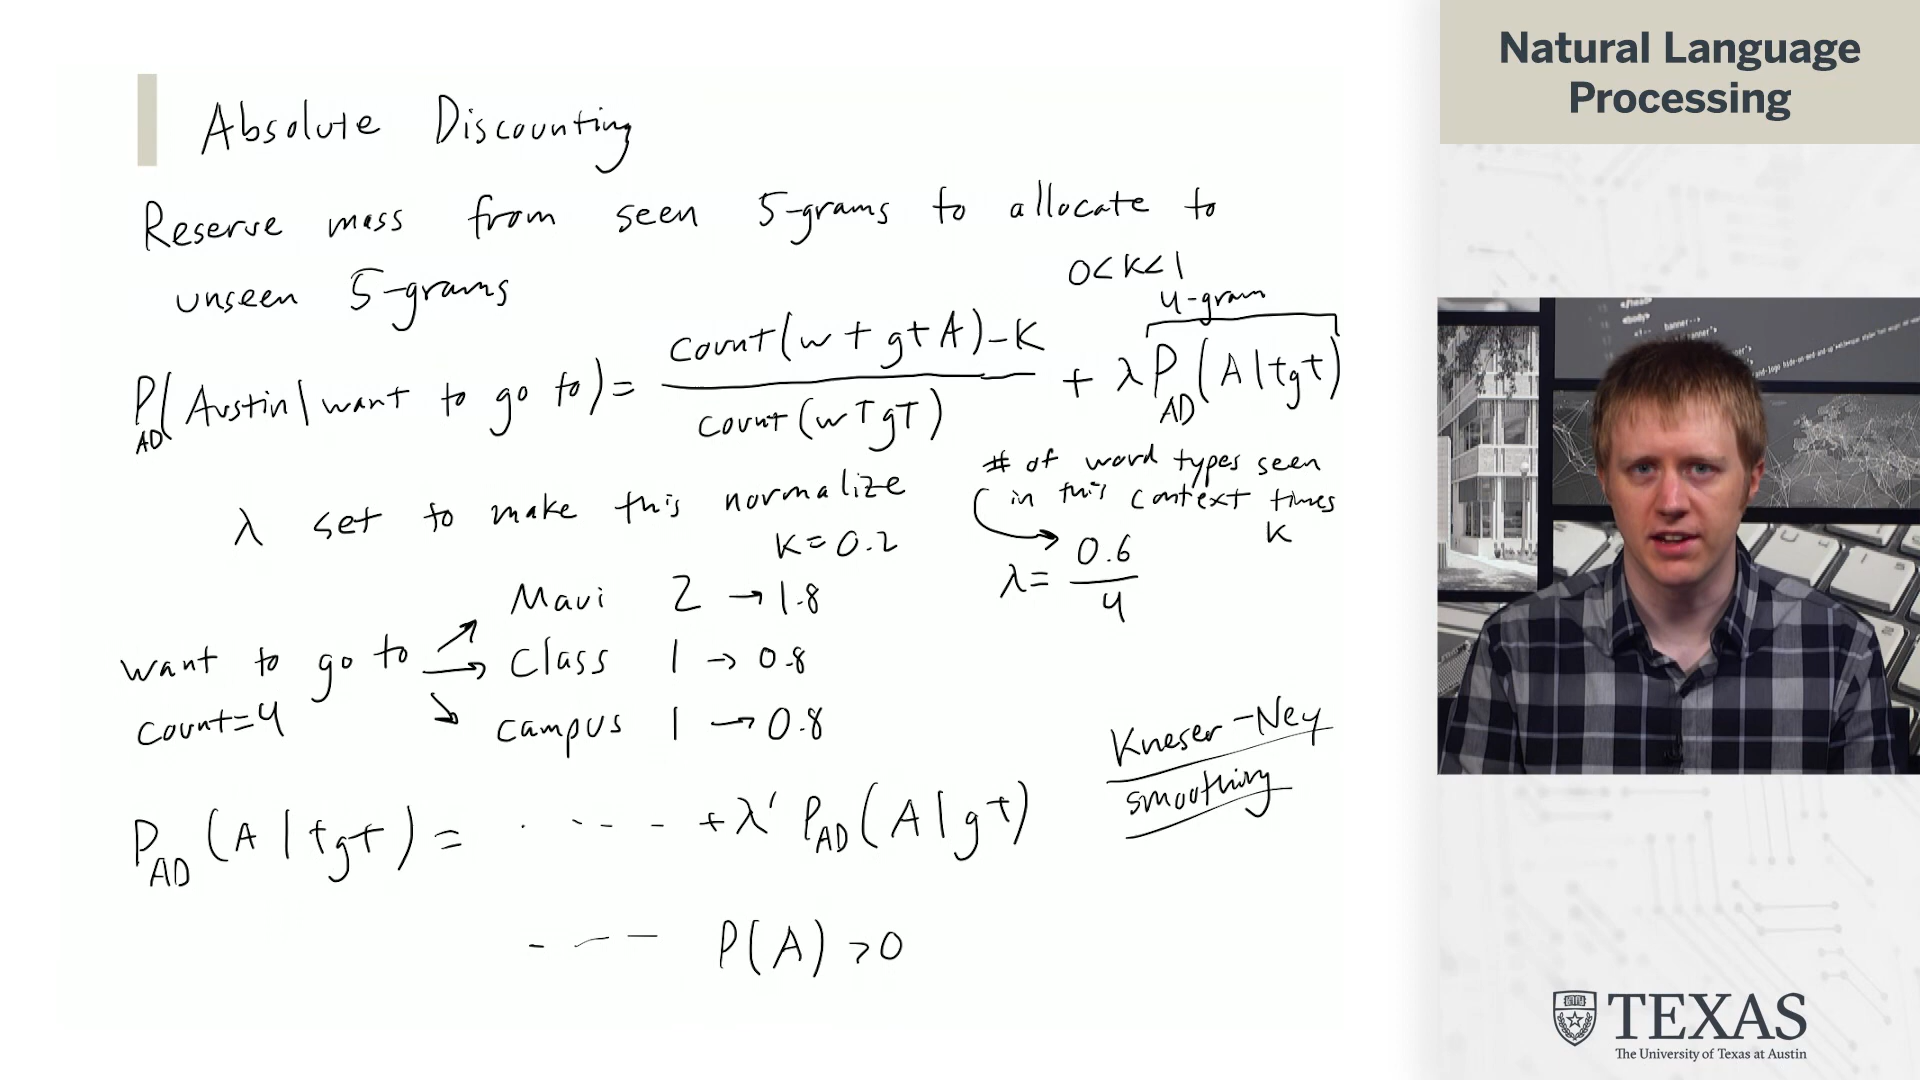 Natural Language
Processing
Absolute Discounting
Reserve mass from seen 5-grams to allocate to
unseen 5-grams
0<K<1
4-gram
P_AD(Austin | want to go to) = count(w t g t A) - K / count(w t g t) + λ P_AD(A | t g t)
λ set to make this normalize
K = 0.2
# of word types seen
in this context times
K
λ = 0.6 / 4
Maui 2 → 1.8
want to go to → class 1 → 0.8
count=4
campus 1 → 0.8
Kneser-Ney
smoothing
P_AD(A | t g t) = . - - - + λ' P_AD(A | g t)
- - - P(A) > 0
TEXAS
The University of Texas at Austin